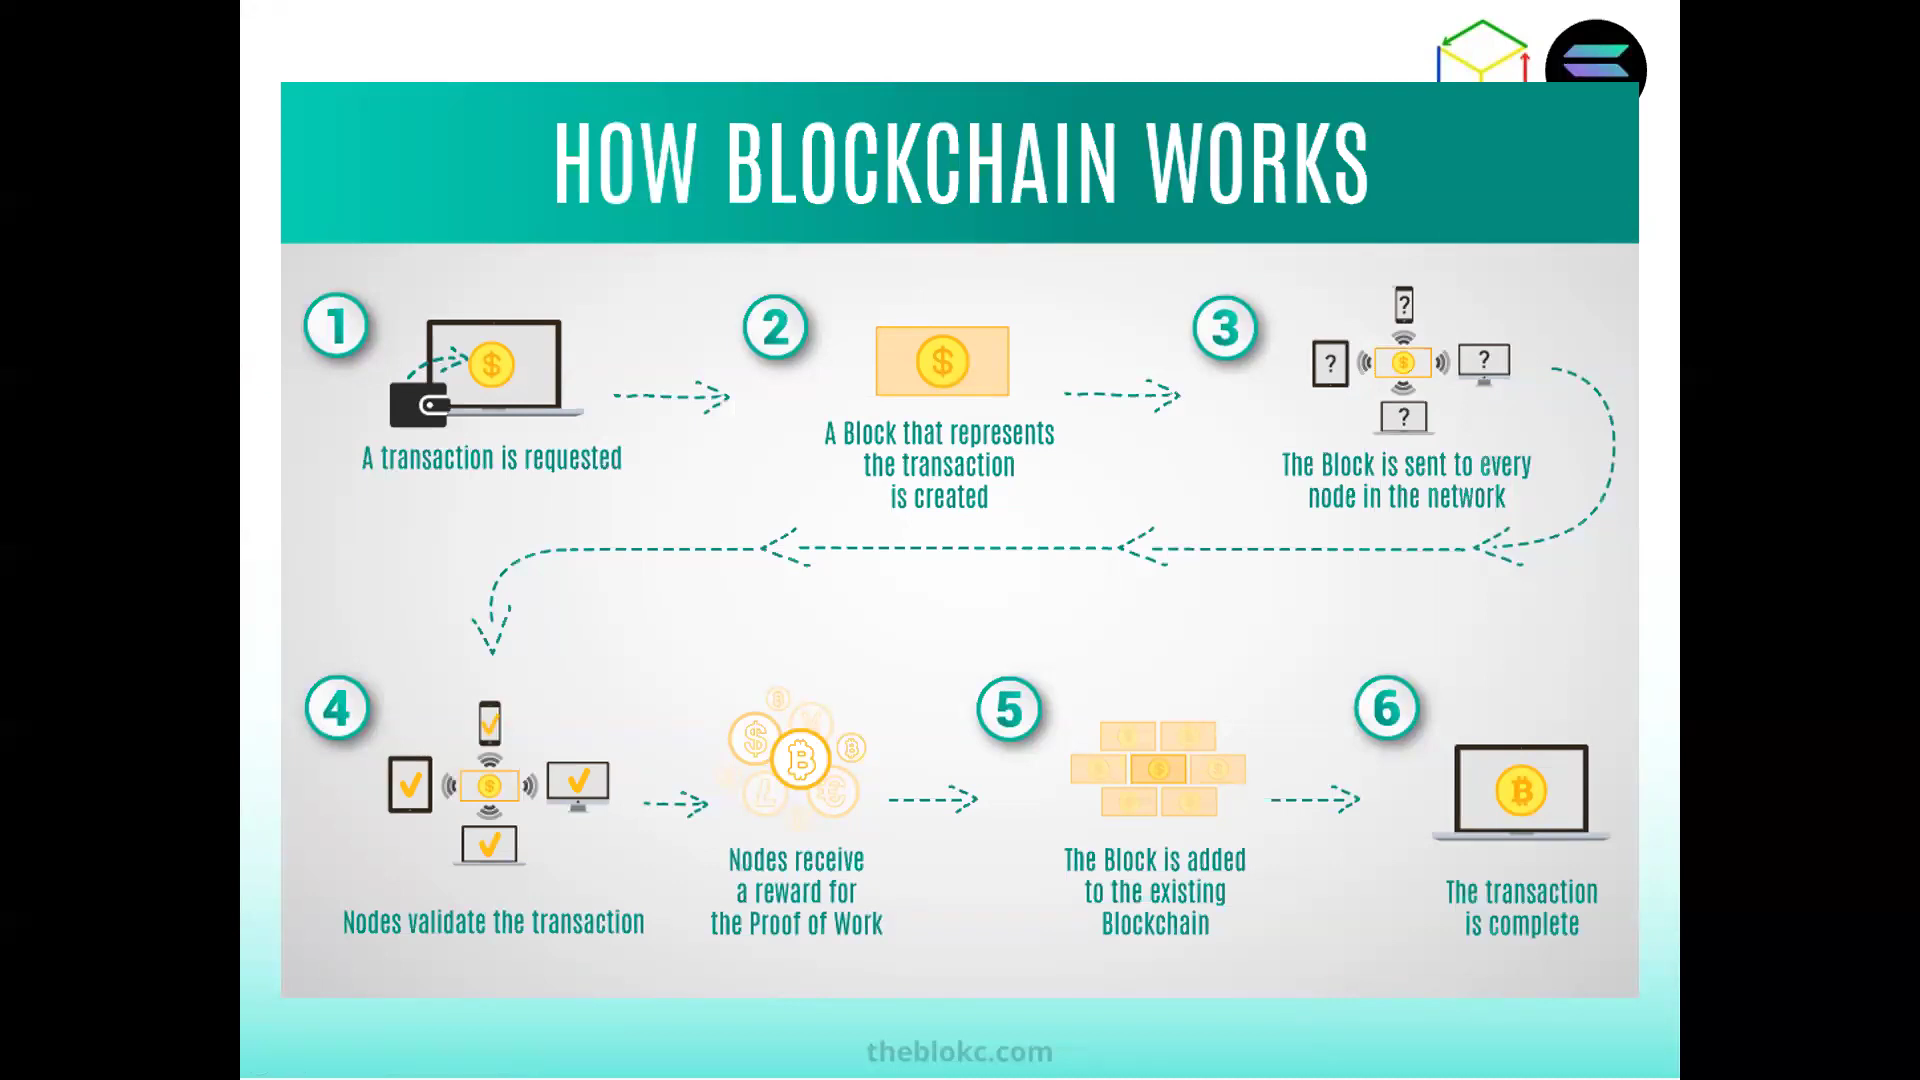 HOW BLOCKCHAIN WORKS
1
A transaction is requested
2
A Block that represents
the transaction
is created
3
The Block is sent to every
node in the network
4
Nodes validate the transaction
Nodes receive
a reward for
the Proof of Work
5
The Block is added
to the existing
Blockchain
6
The transaction
is complete
theblokc.com